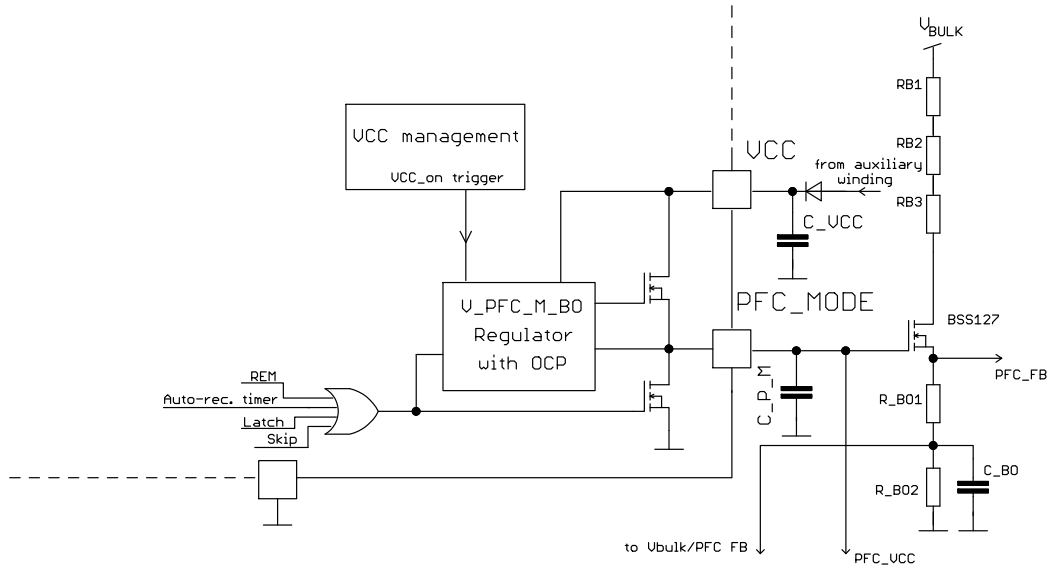 VBULK
RB1
VCC management
VCC_on trigger
VCC
RB2
from auxiliary
winding
RB3
C_VCC
V_PFC_M_BO
Regulator
with OCP
PFC_MODE
BSS127
PFC_FB
REM
Auto-rec. timer
Latch
Skip
C_P_M
R_BO1
C_BO
R_BO2
to Vbulk/PFC FB
PFC_VCC